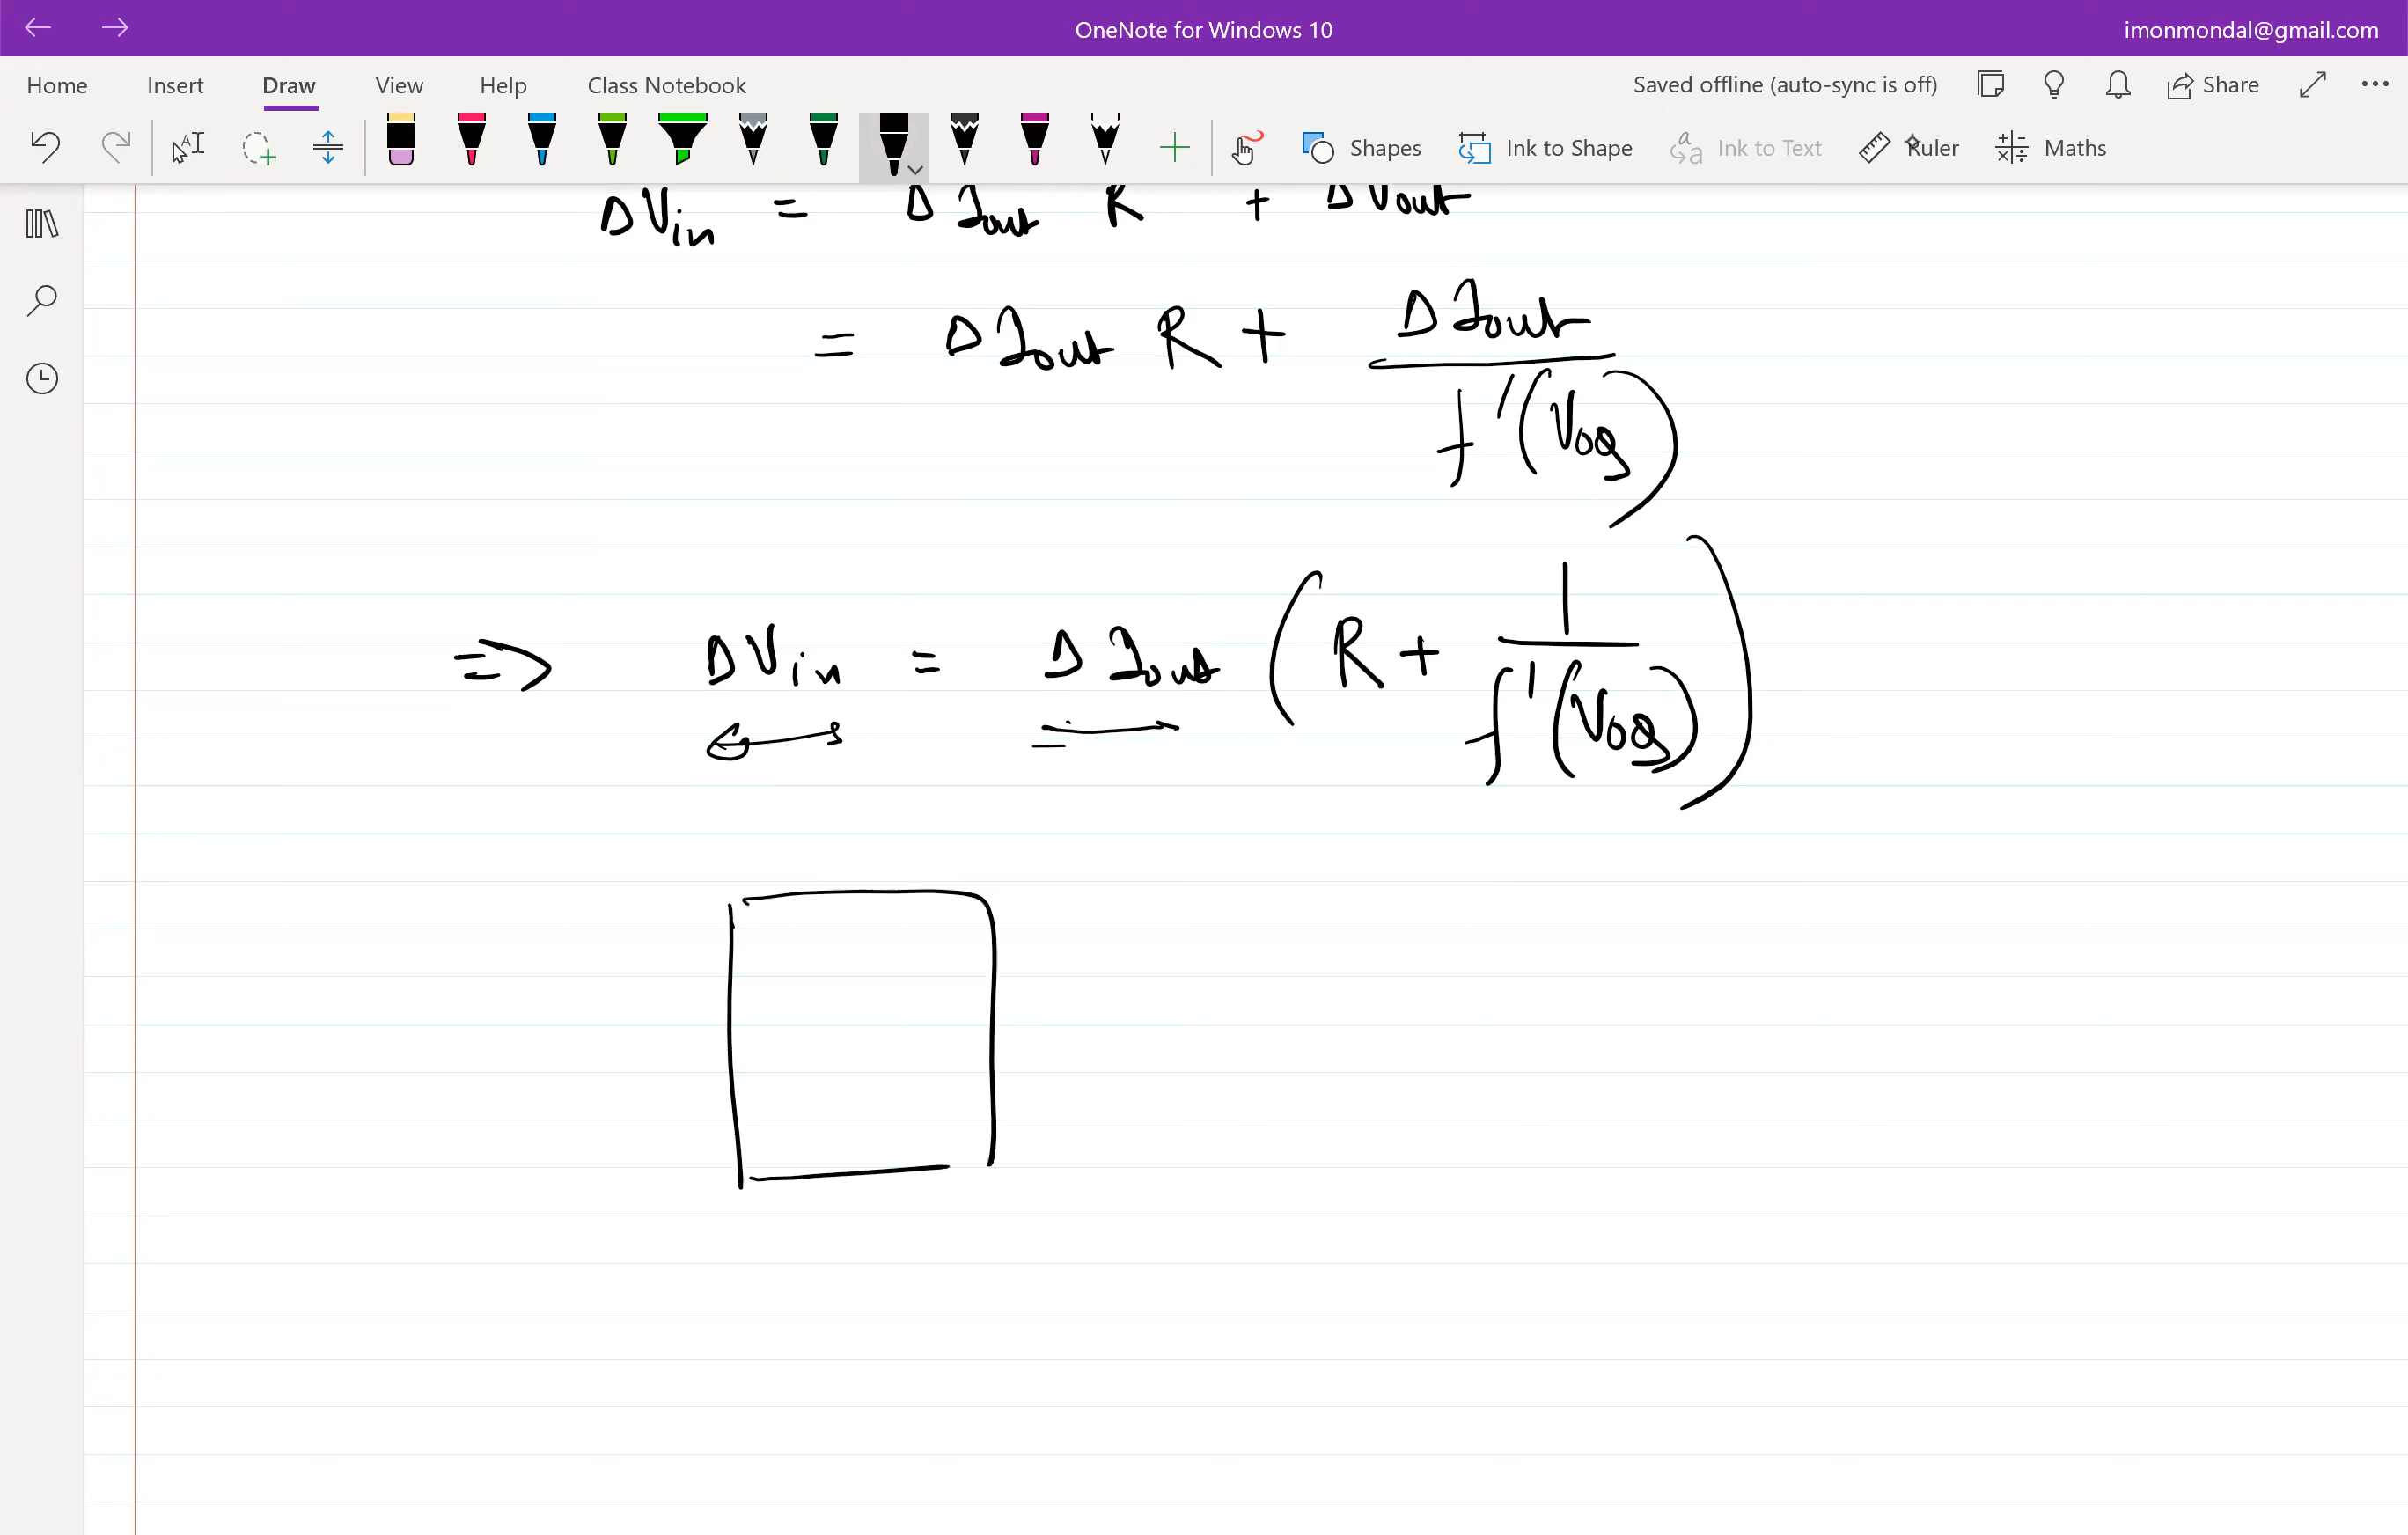 OneNote for Windows 10
imonmondal@gmail.com
Home Insert Draw View Help Class Notebook
Saved offline (auto-sync is off) Share
Shapes Ink to Shape Ink to Text Ruler Maths
ΔVin = ΔIout R + ΔVout
= ΔIout R + ΔIout / f'(VoQ)
=> ΔVin = ΔIout (R + 1 / f'(VoQ))